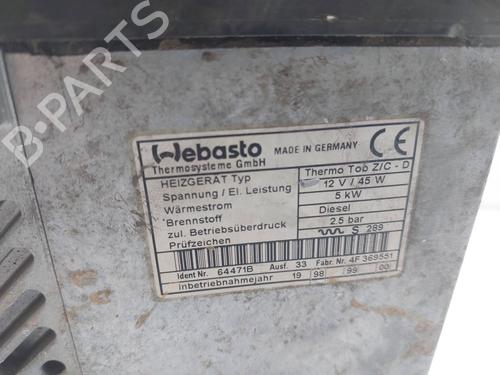 Webasto MADE IN GERMANY CE
Thermosysteme GmbH
HEIZGERÄT Typ Thermo Top Z/C - D
Spannung / El. Leistung 12 V / 45 W
Wärmestrom 5 kW
Brennstoff Diesel
zul. Betriebsüberdruck 2.5 bar
Prüfzeichen S 289
Ident Nr. 64471B Ausf. 33 Fabr. Nr. 4F369551
Inbetriebnahmejahr 19 98 99 00
B-PARTS